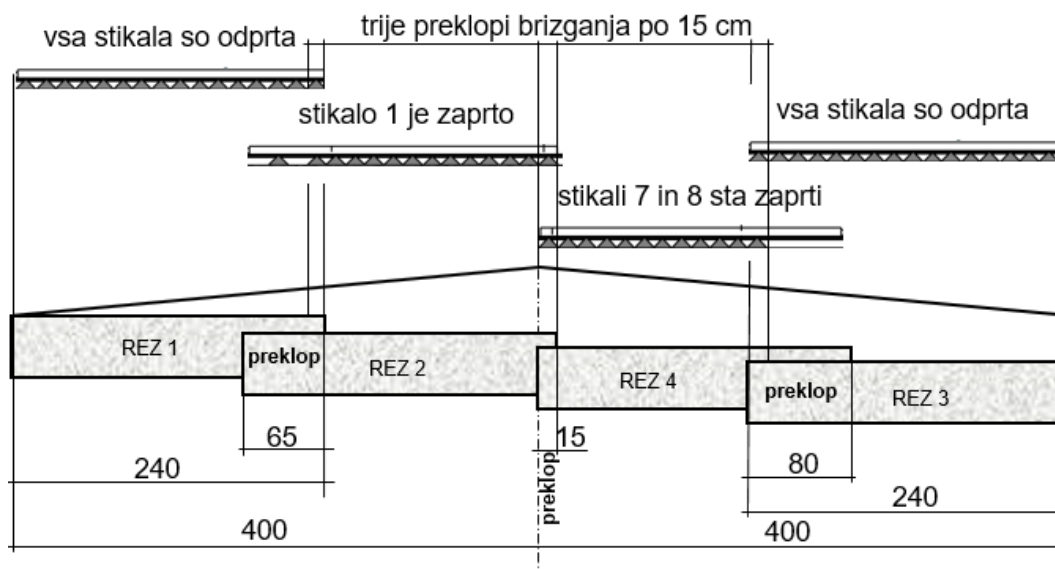 trije preklopi brizganja po 15 cm
vsa stikala so odprta
stikalo 1 je zaprto
vsa stikala so odprta
stikali 7 in 8 sta zaprti
REZ 1
preklop
REZ 2
REZ 4
preklop
REZ 3
65
15
preklop
80
240
240
400
400